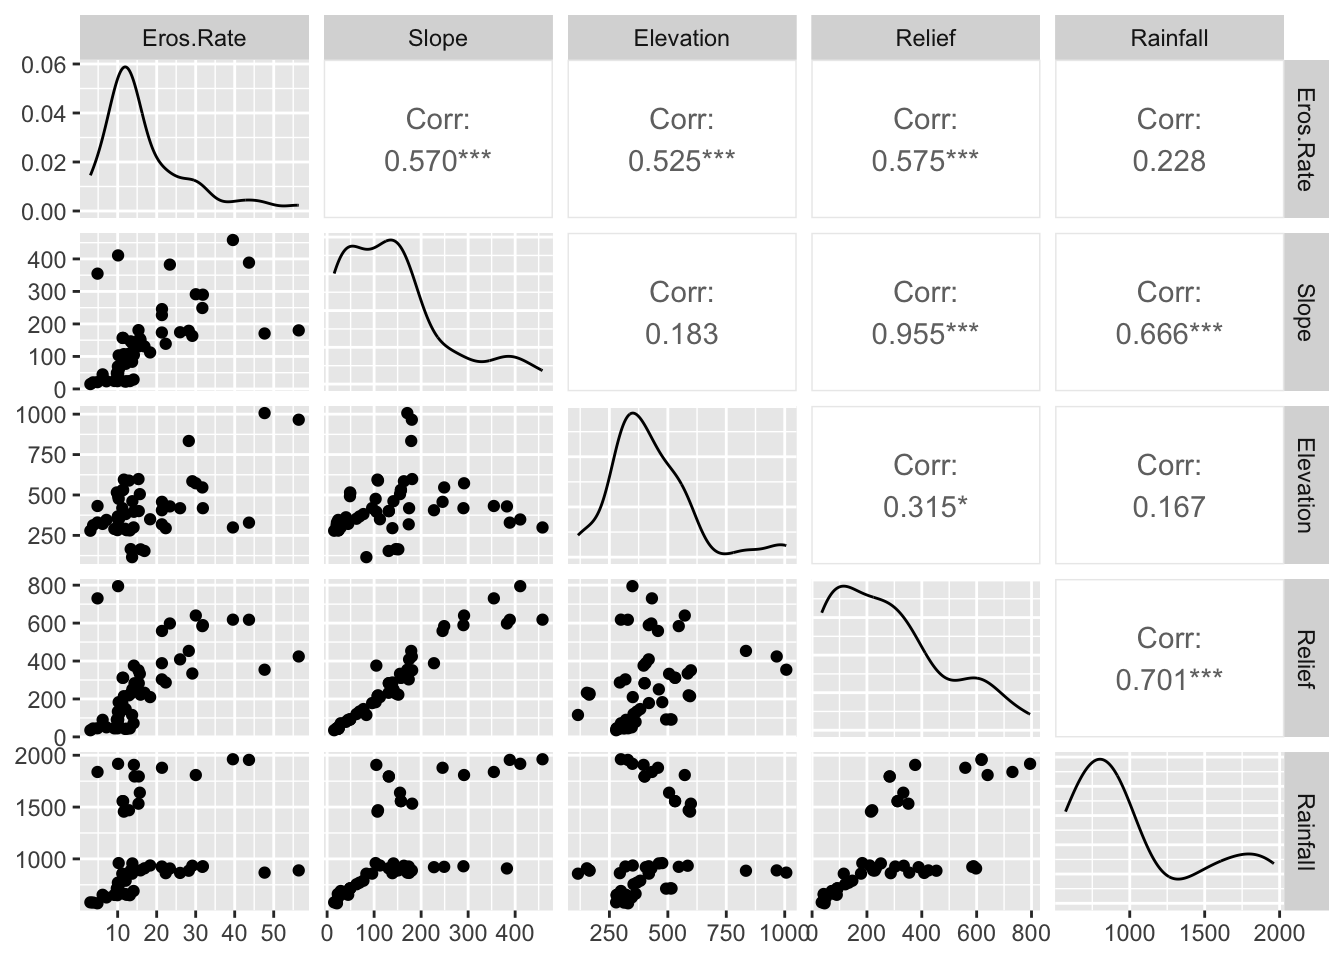 Eros.Rate Slope Elevation Relief Rainfall
0.06
0.04
0.02
0.00
Corr:
0.570***
Corr:
0.525***
Corr:
0.575***
Corr:
0.228
Eros.Rate
400
300
200
100
0
Corr:
0.183
Corr:
0.955***
Corr:
0.666***
Slope
1000
750
500
250
Corr:
0.315*
Corr:
0.167
Elevation
800
600
400
200
0
Corr:
0.701***
Relief
2000
1500
1000
Rainfall
10 20 30 40 50 0 100 200 300 400 250 500 750 1000 0 200 400 600 800 1000 1500 2000